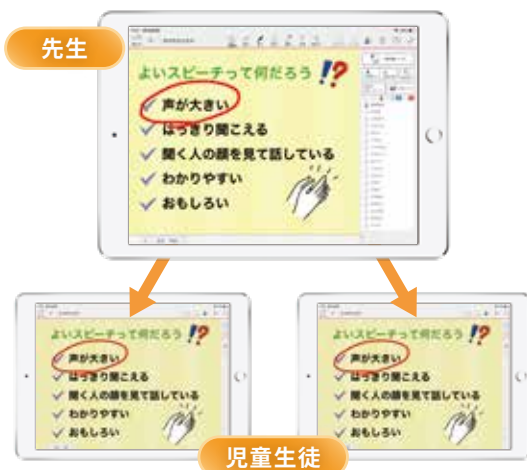 先生
よいスピーチって何だろう!?
声が大きい
はっきり聞こえる
聞く人の顔を見て話している
わかりやすい
おもしろい
よいスピーチって何だろう!?
声が大きい
はっきり聞こえる
聞く人の顔を見て話している
わかりやすい
おもしろい
よいスピーチって何だろう!?
声が大きい
はっきり聞こえる
聞く人の顔を見て話している
わかりやすい
おもしろい
児童生徒